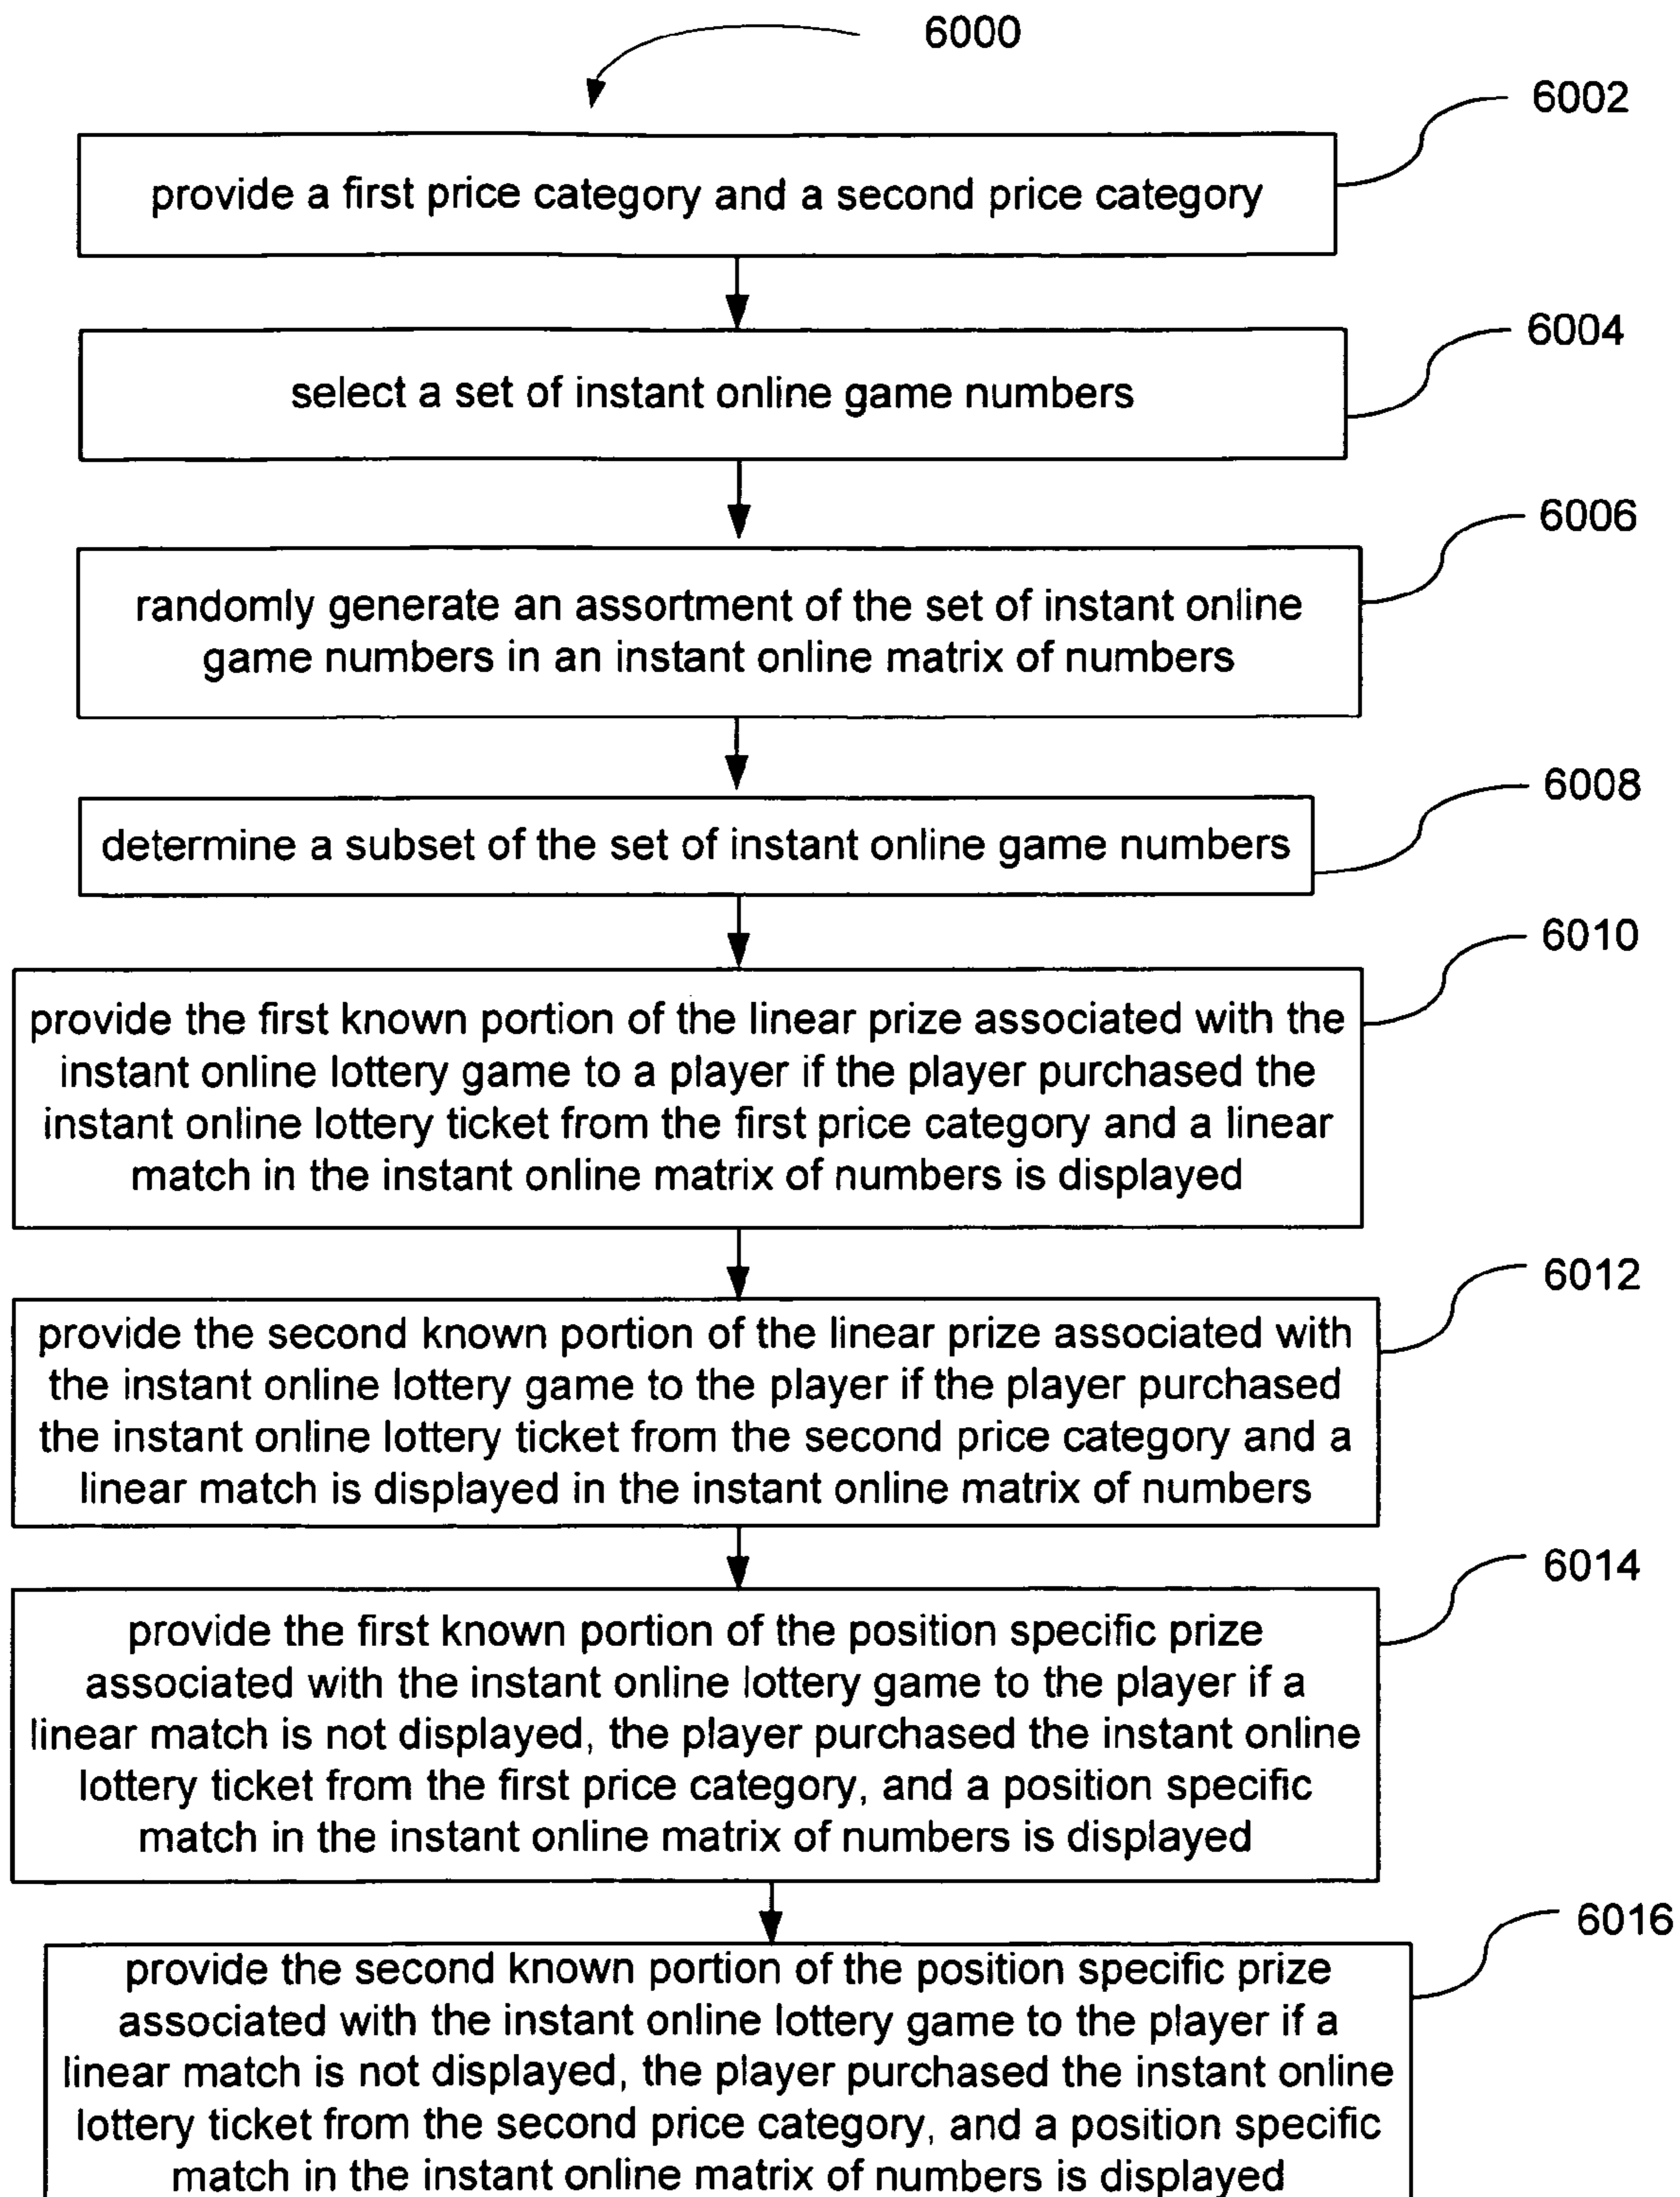 6000
6002
provide a first price category and a second price category
6004
select a set of instant online game numbers
6006
randomly generate an assortment of the set of instant online
game numbers in an instant online matrix of numbers
6008
determine a subset of the set of instant online game numbers
6010
provide the first known portion of the linear prize associated with the
instant online lottery game to a player if the player purchased the
instant online lottery ticket from the first price category and a linear
match in the instant online matrix of numbers is displayed
6012
provide the second known portion of the linear prize associated with
the instant online lottery game to the player if the player purchased
the instant online lottery ticket from the second price category and a
linear match is displayed in the instant online matrix of numbers
6014
provide the first known portion of the position specific prize
associated with the instant online lottery game to the player if a
linear match is not displayed, the player purchased the instant online
lottery ticket from the first price category, and a position specific
match in the instant online matrix of numbers is displayed
6016
provide the second known portion of the position specific prize
associated with the instant online lottery game to the player if a
linear match is not displayed, the player purchased the instant online
lottery ticket from the second price category, and a position specific
match in the instant online matrix of numbers is displayed